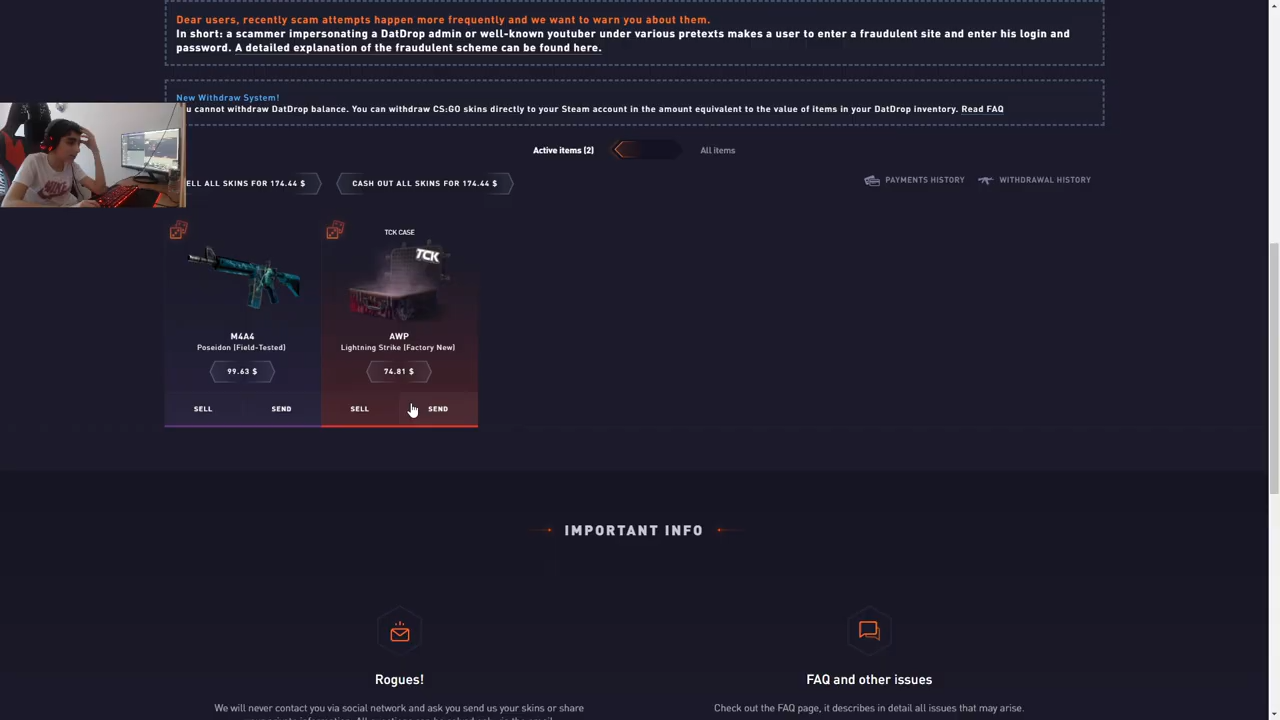 Dear users, recently scam attempts happen more frequently and we want to warn you about them.
In short: a scammer impersonating a DatDrop admin or well-known youtuber under various pretexts makes a user to enter a fraudulent site and enter his login and
password. A detailed explanation of the fraudulent scheme can be found here.
New Withdraw System!
ou cannot withdraw DatDrop balance. You can withdraw CS:GO skins directly to your Steam account in the amount equivalent to the value of items in your DatDrop inventory. Read FAQ
Active items (2)
All items
ELL ALL SKINS FOR 174.44 $
CASH OUT ALL SKINS FOR 174.44 $
PAYMENTS HISTORY
WITHDRAWAL HISTORY
TCK CASE
TCK
M4A4
Poseidon (Field-Tested)
99.63 $
SELL
SEND
AWP
Lightning Strike (Factory New)
74.81 $
SELL
SEND
IMPORTANT INFO
Rogues!
We will never contact you via social network and ask you send us your skins or share
FAQ and other issues
Check out the FAQ page, it describes in detail all issues that may arise.